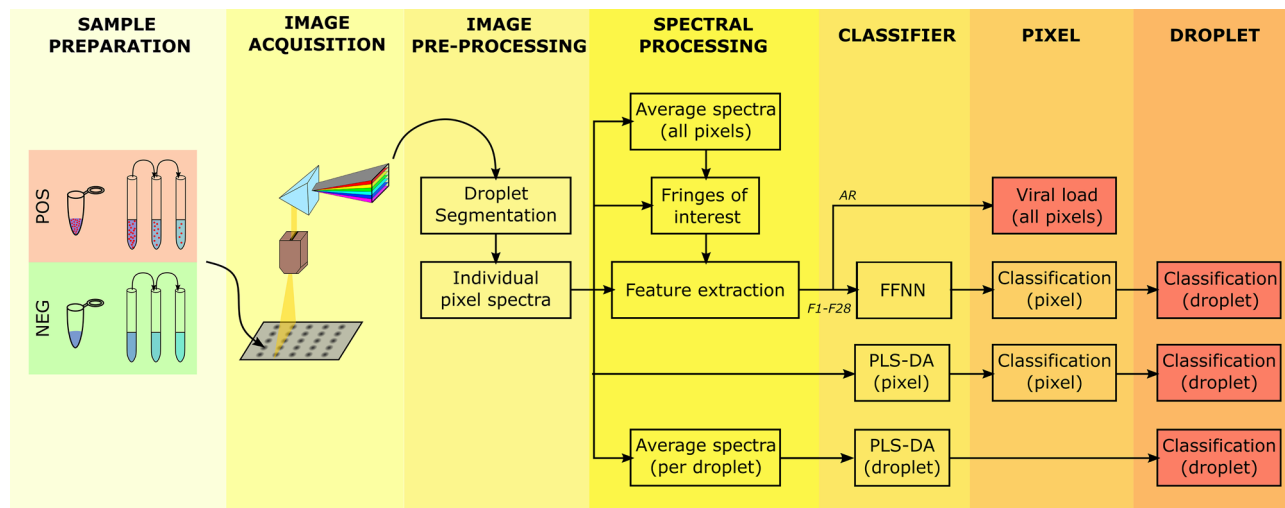 SAMPLE
PREPARATION
IMAGE
ACQUISITION
IMAGE
PRE-PROCESSING
SPECTRAL
PROCESSING
CLASSIFIER
PIXEL
DROPLET
POS
NEG
Droplet
Segmentation
Individual
pixel spectra
Average spectra
(all pixels)
Fringes of
interest
Feature extraction
AR
F1-F28
Viral load
(all pixels)
FFNN
Classification
(pixel)
Classification
(droplet)
PLS-DA
(pixel)
Classification
(pixel)
Classification
(droplet)
Average spectra
(per droplet)
PLS-DA
(droplet)
Classification
(droplet)